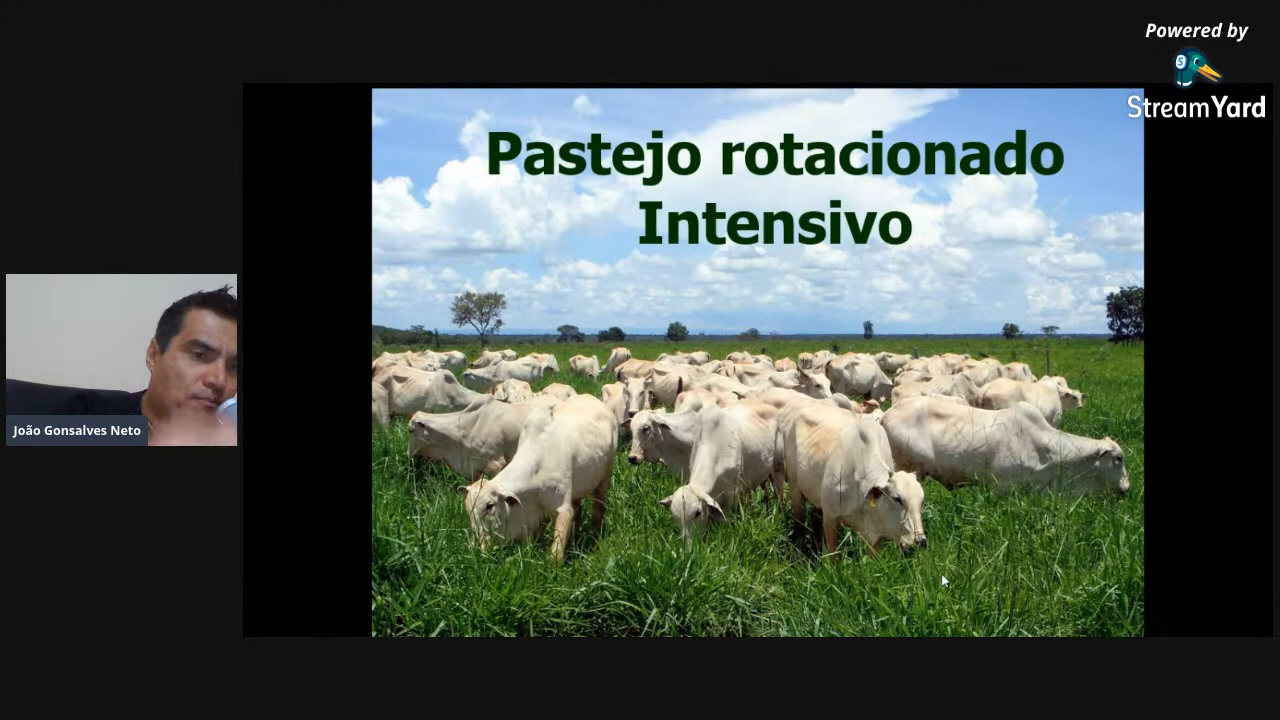 Powered by
StreamYard
Pastejo rotacionado
Intensivo
João Gonsalves Neto